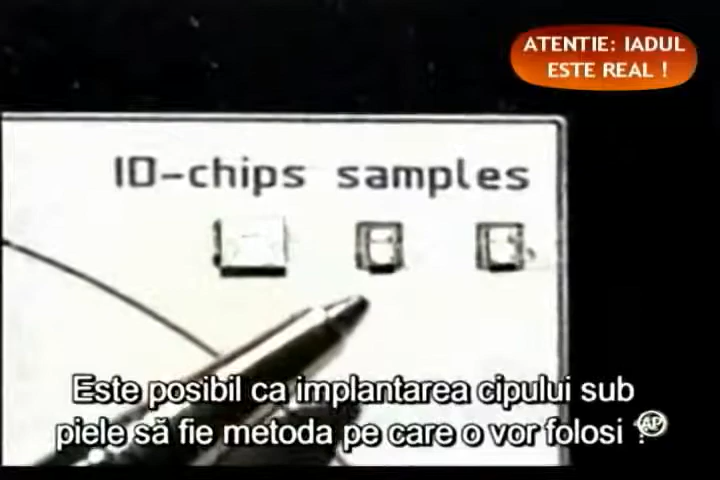 ATENTIE: IADUL
ESTE REAL !
ID-chips samples
Este posibil ca implantarea cipului sub
piele să fie metoda pe care o vor folosi ?
AP